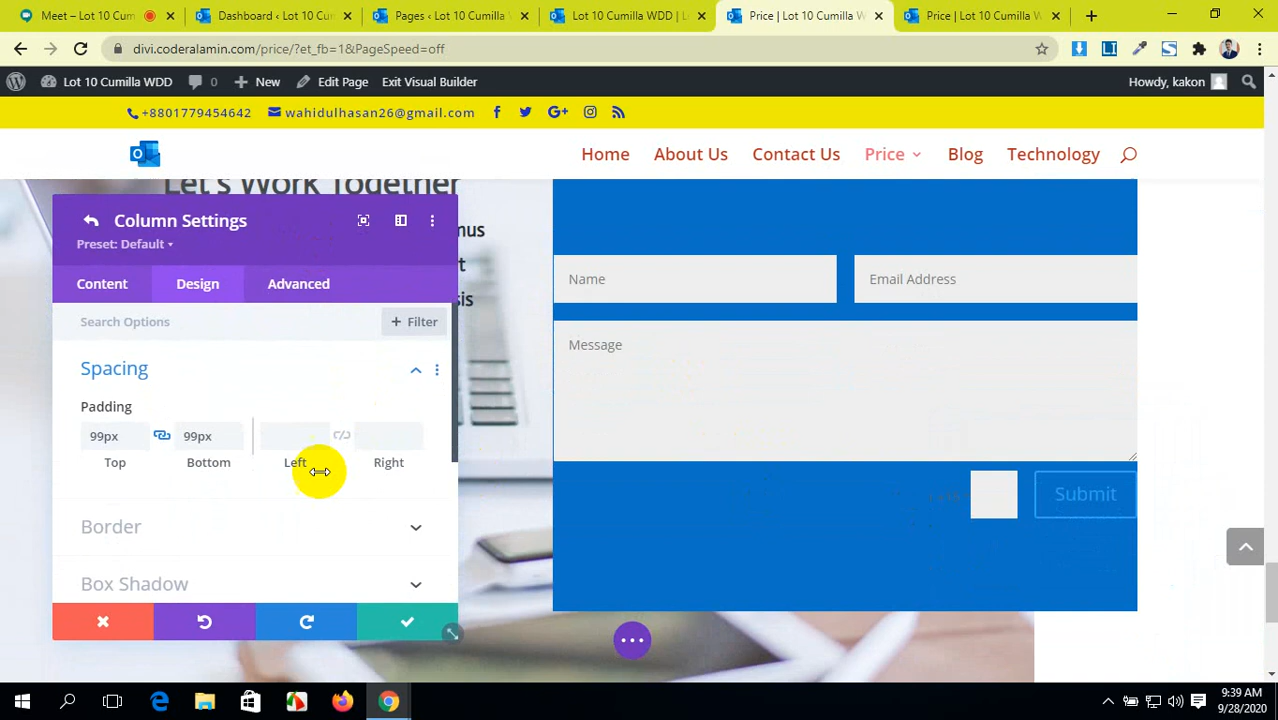 Meet – Lot 10 Cum
Dashboard ‹ Lot 10 Cu
Pages ‹ Lot 10 Cumilla W
Lot 10 Cumilla WDD | L
Price | Lot 10 Cumilla W
Price | Lot 10 Cumilla W
divi.coderalamin.com/price/?et_fb=1&PageSpeed=off
Lot 10 Cumilla WDD 0 New Edit Page Exit Visual Builder Howdy, kakon
+8801779454642 wahidulhasan26@gmail.com
Home About Us Contact Us Price Blog Technology
Let's Work Together
Column Settings
Preset: Default
Content Design Advanced
Search Options + Filter
Spacing
Padding
99px 99px
Top Bottom Left Right
Border
Box Shadow
Name Email Address
Message
Submit
9:39 AM
9/28/2020